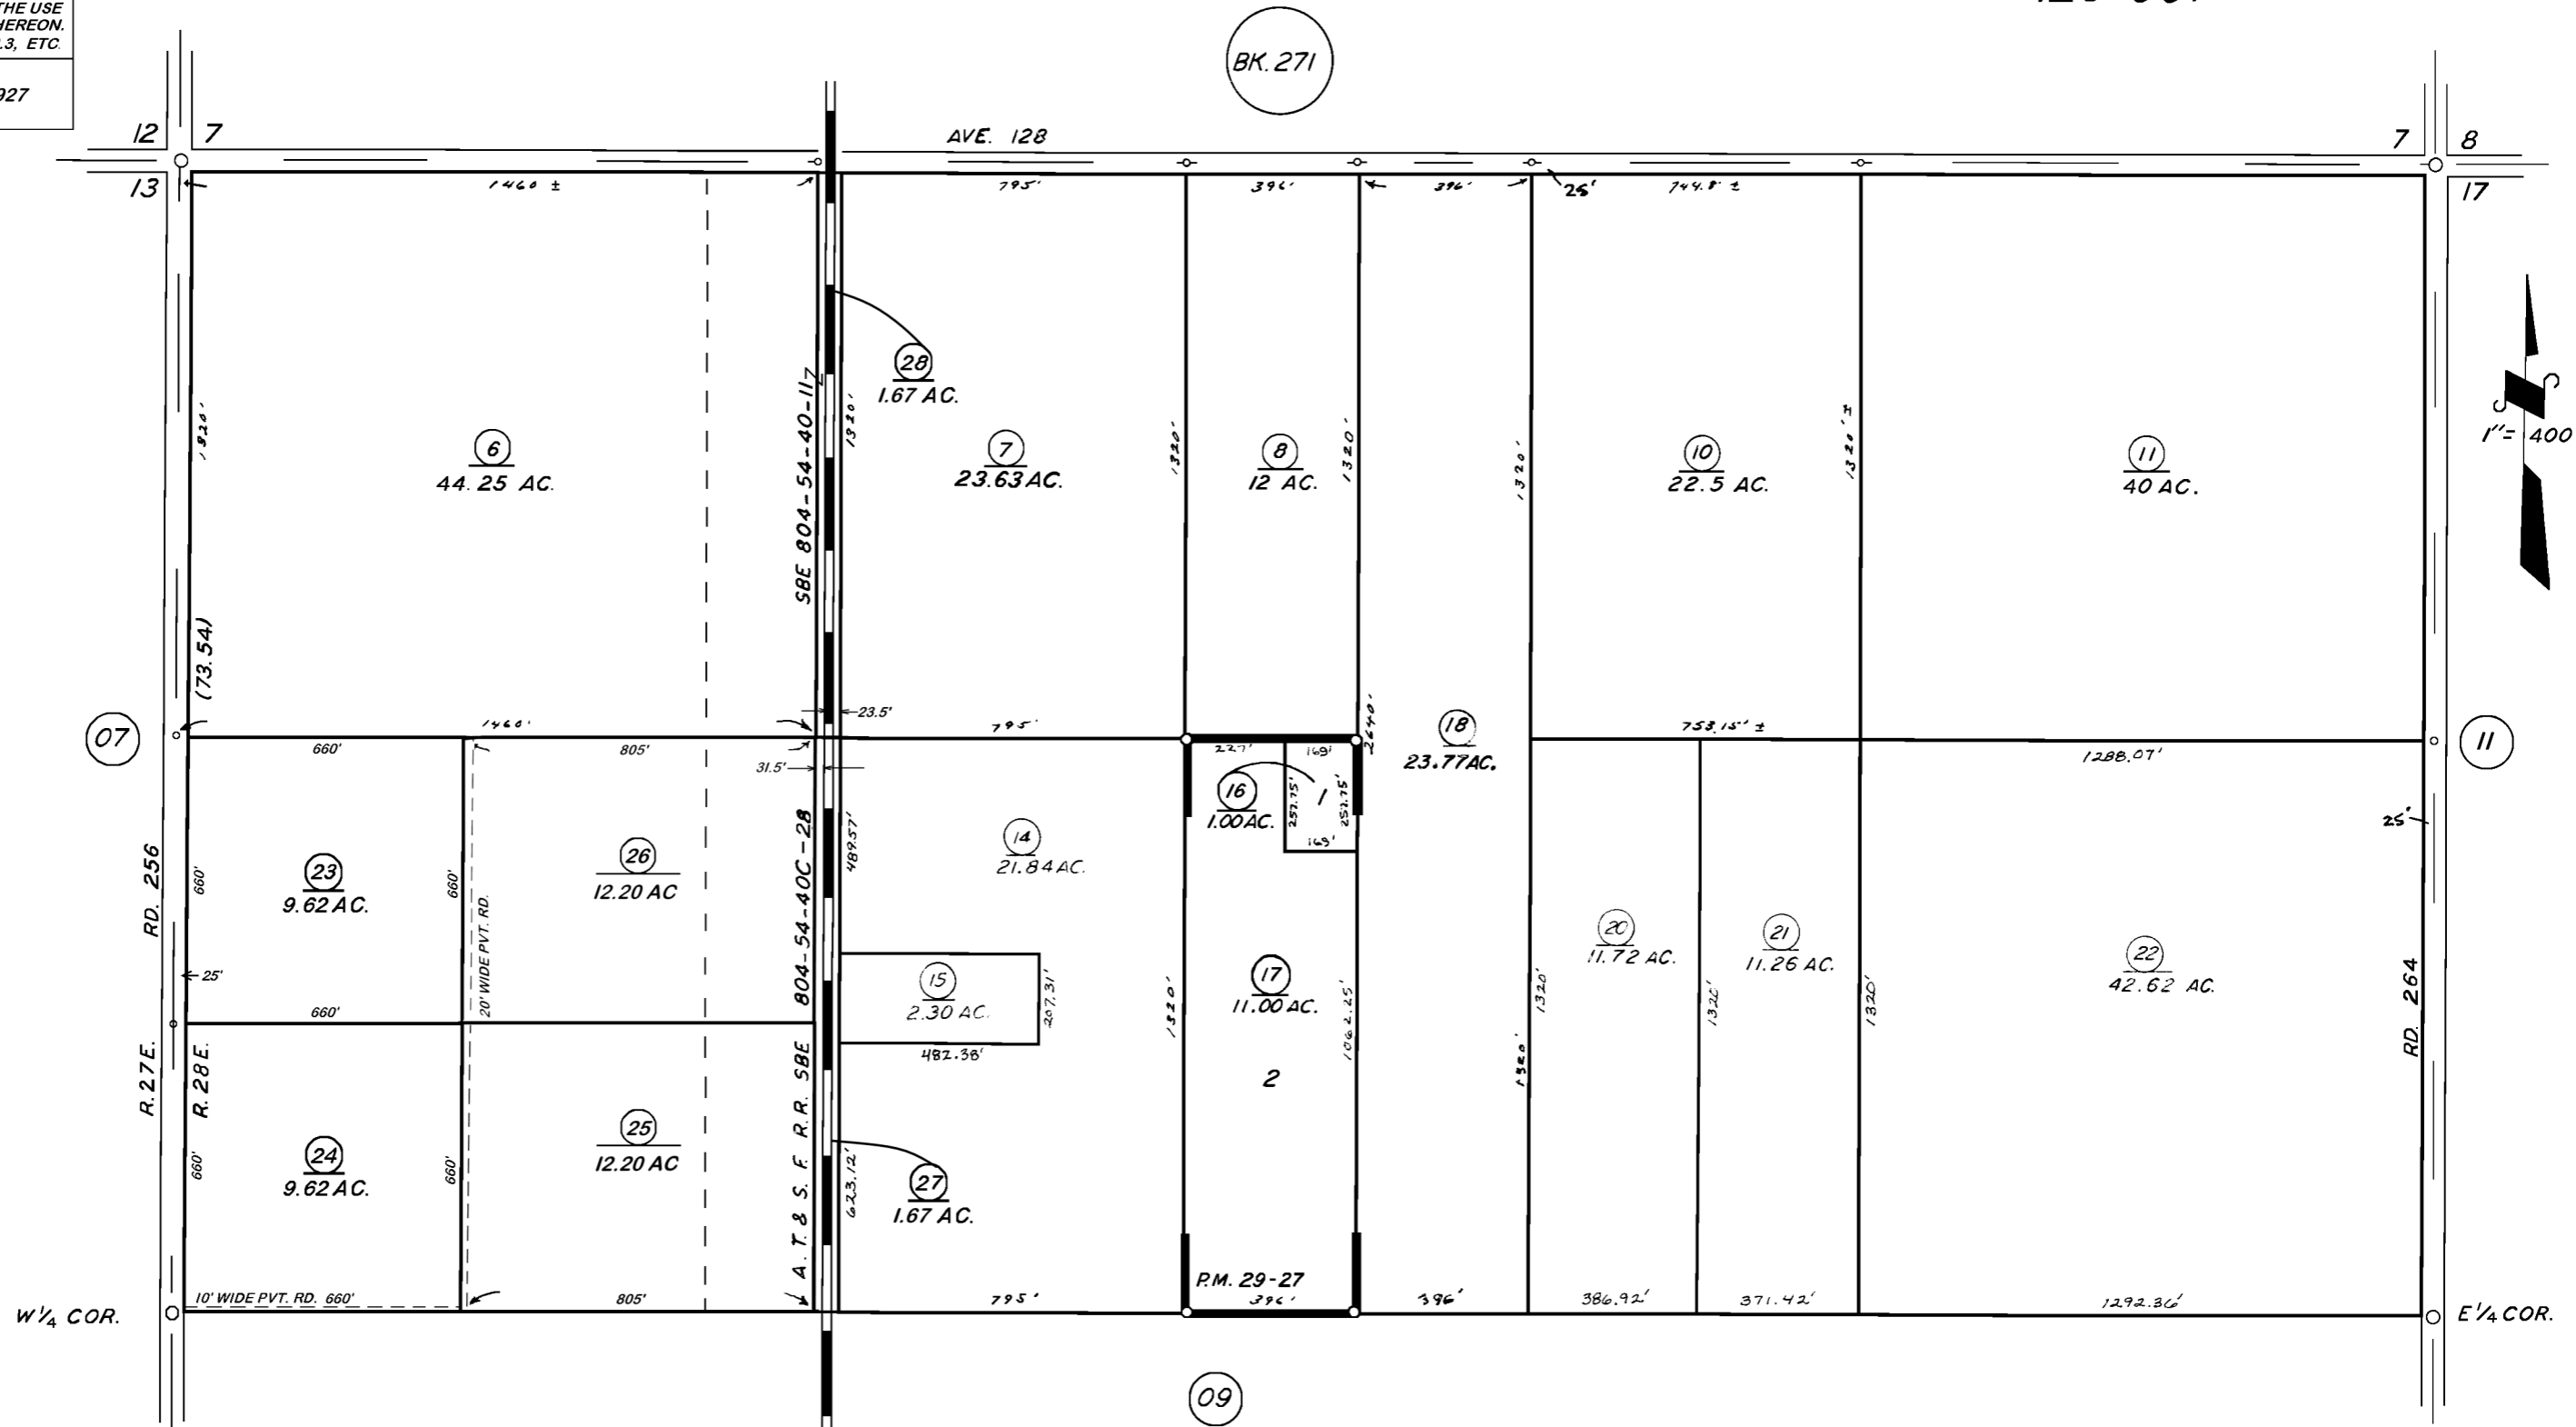 THE USE
HEREON.
.3, ETC.
927
BK. 271
12 7
AVE. 128
7 8
13
17
1460 ±
795'
396'
396'
25'
744.8' ±
28
1.67 AC.
1320'
SBE 804-54-40-11Z
1320'
1320'
1320'
1320'
1320' ±
6
44.25 AC.
7
23.63 AC.
8
12 AC.
10
22.5 AC.
11
40 AC.
1"= 400
(73.54)
1460'
23.5'
795'
2640'
18
23.77 AC.
753.15' ±
07
11
660'
805'
31.5'
227'
169'
1288.07'
16
1.00 AC.
257.75'
1
257.75'
169'
25'
RD. 256
660'
23
9.62 AC.
660'
20' WIDE PVT. RD.
26
12.20 AC
804-54-40C-28
489.57'
14
21.84 AC.
25'
660'
15
2.30 AC.
207.31'
482.38'
1320'
17
11.00 AC.
1062.25'
2
1320'
1320'
20
11.72 AC.
1320'
21
11.26 AC.
1320'
22
42.62 AC.
RD. 264
R. 27 E.
R. 28 E.
660'
24
9.62 AC.
660'
25
12.20 AC
A. T. & S. F. R.R. SBE
623.12'
27
1.67 AC.
P.M. 29-27
10' WIDE PVT. RD. 660'
805'
795'
396'
396'
386.92'
371.42'
1292.36'
W 1/4 COR.
E 1/4 COR.
09